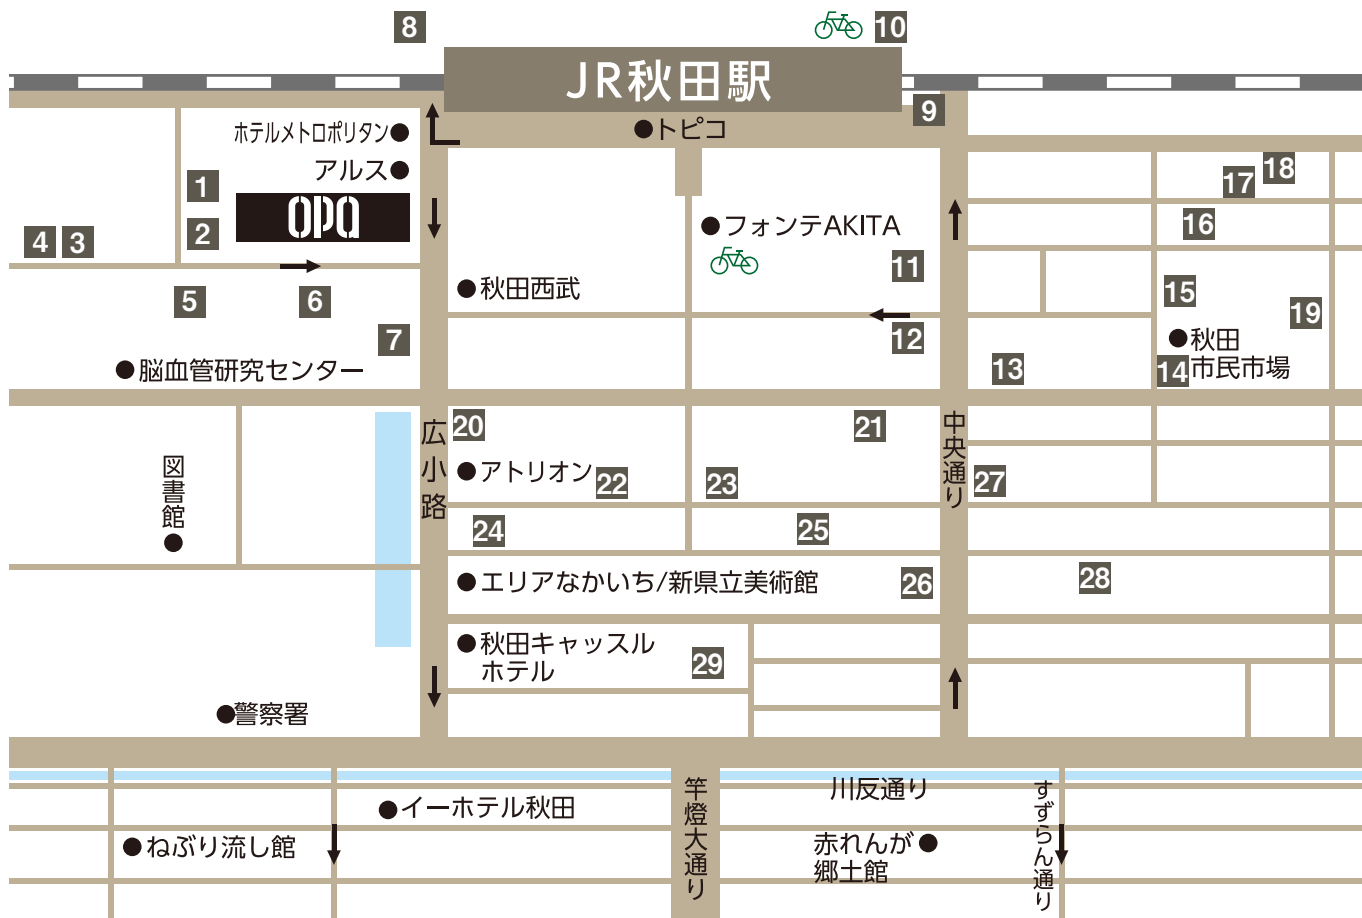 8
10
JR秋田駅
9
ホテルメトロポリタン
トピコ
アルス
1
OPA
2
4
3
フォンテAKITA
17
18
16
5
6
秋田西武
11
15
19
7
12
脳血管研究センター
13
14
秋田
市民市場
広小路
20
21
中央通り
アトリオン
22
23
27
図書館
24
25
エリアなかいち/新県立美術館
26
28
秋田キャッスル
ホテル
29
警察署
竿燈大通り
川反通り
すずらん通り
イーホテル秋田
ねぶり流し館
赤れんが
郷土館